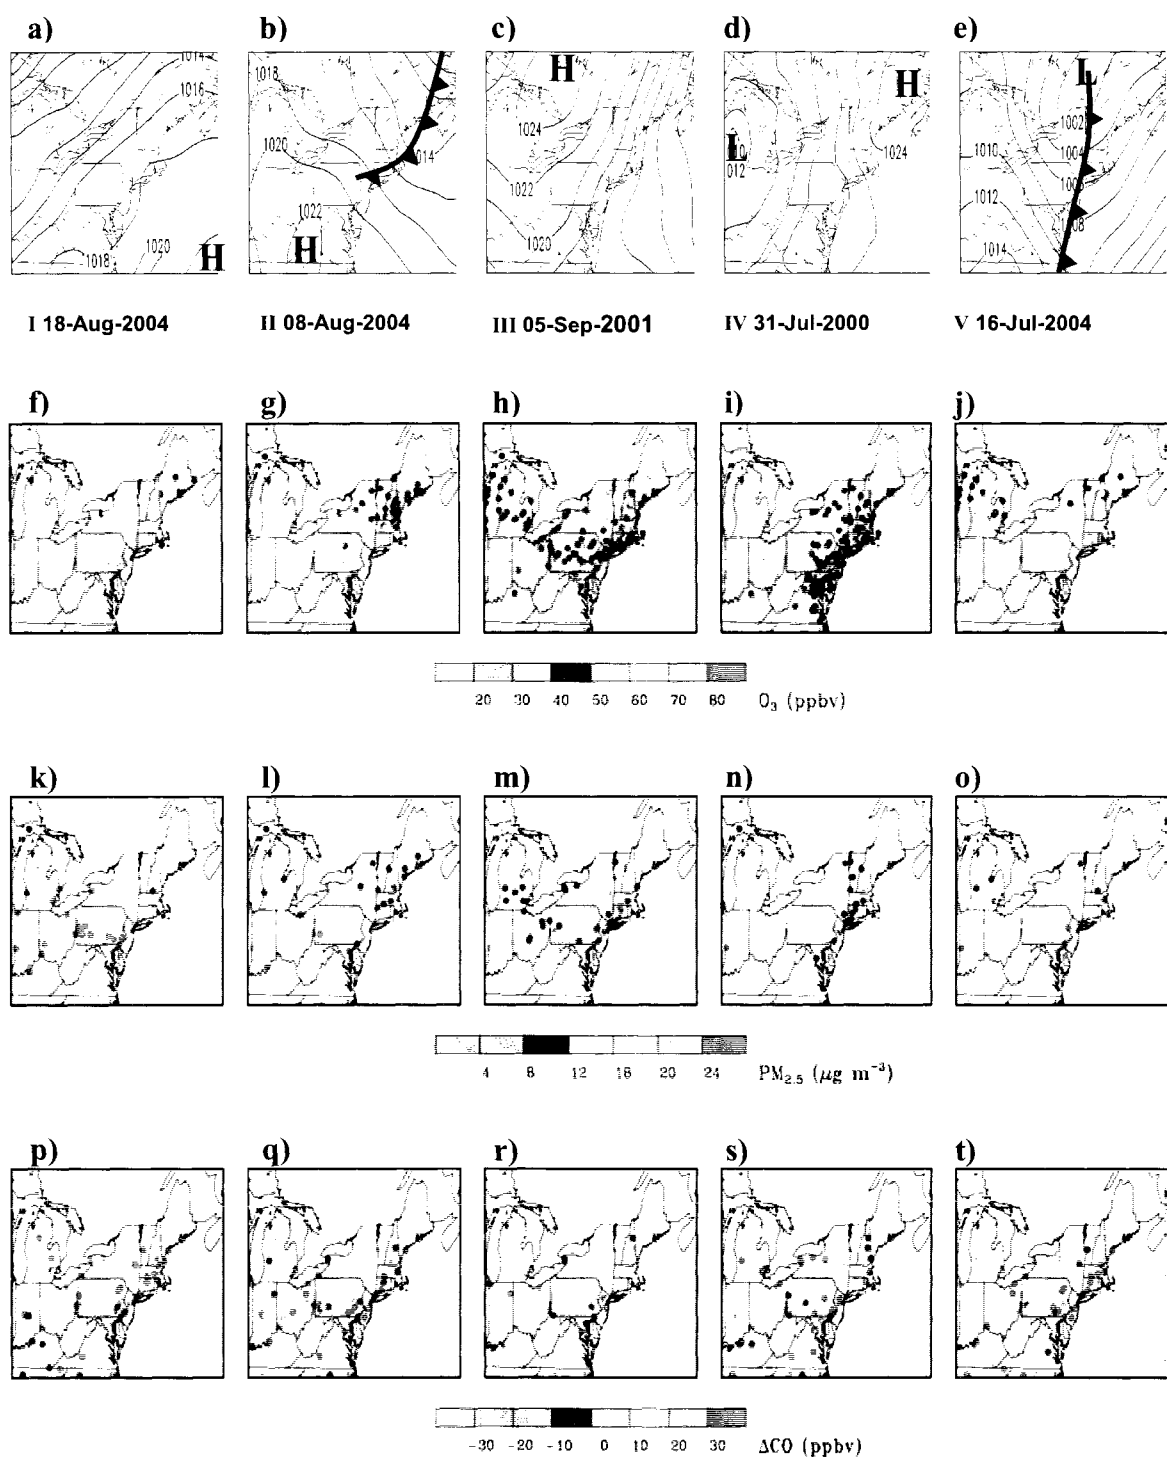 a) b) c) d) e)
1014 1016 1018 1020 H
1018 1020 1014 1022 H
H 1024 1022 1020
H 1024 L 012
L 1002 1004 1010 1012 08 1014
I 18-Aug-2004 II 08-Aug-2004 III 05-Sep-2001 IV 31-Jul-2000 V 16-Jul-2004
f) g) h) i) j)
20 30 40 50 60 70 80 O₃ (ppbv)
k) l) m) n) o)
4 8 12 16 20 24 PM₂.₅ (μg m⁻³)
p) q) r) s) t)
-30 -20 -10 0 10 20 30 ΔCO (ppbv)